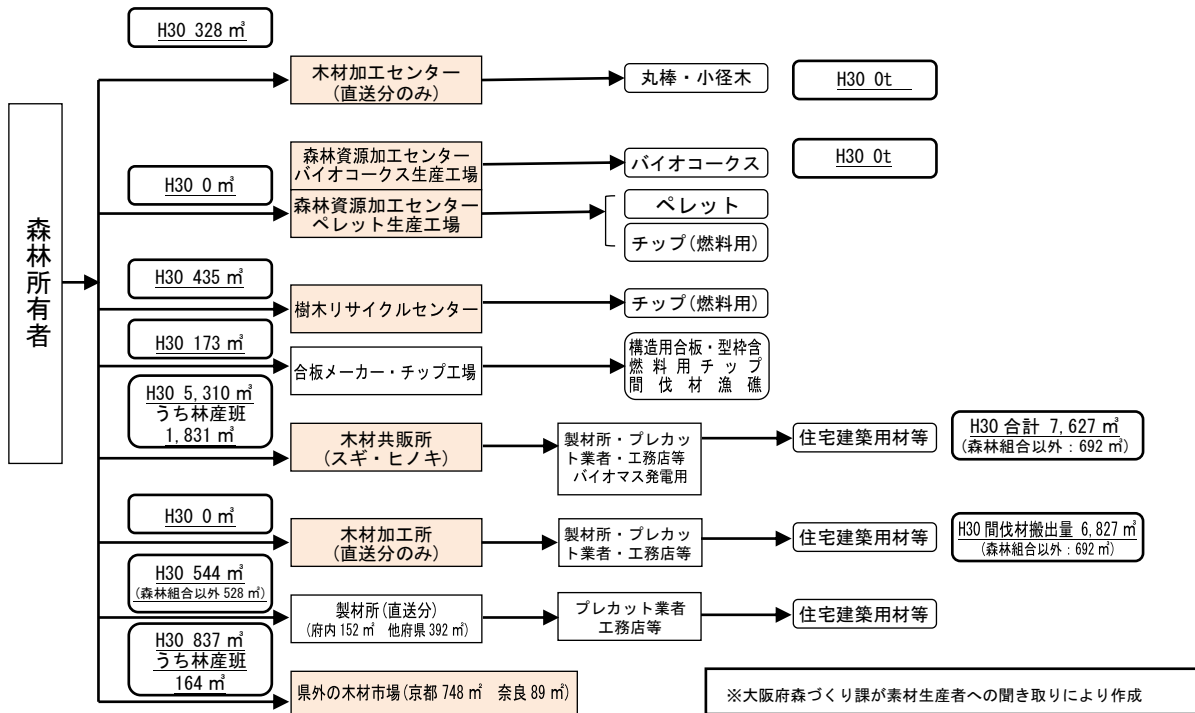 H30 328 ㎥
木材加工センター
(直送分のみ)
丸棒・小径木
H30 0t
森林資源加工センター
バイオコークス生産工場
バイオコークス
H30 0t
H30 0 ㎥
森林資源加工センター
ペレット生産工場
ペレット
チップ(燃料用)
森林所有者
H30 435 ㎥
樹木リサイクルセンター
チップ(燃料用)
H30 173 ㎥
合板メーカー・チップ工場
構造用合板・型枠含
燃料用チップ
間伐材漁礁
H30 5,310 ㎥
うち林産班
1,831 ㎥
木材共販所
(スギ・ヒノキ)
製材所・プレカッ
ト業者・工務店等
バイオマス発電用
住宅建築用材等
H30 合計 7,627 ㎥
(森林組合以外：692 ㎥)
H30 0 ㎥
木材加工所
(直送分のみ)
製材所・プレカッ
ト業者・工務店等
住宅建築用材等
H30 間伐材搬出量 6,827 ㎥
(森林組合以外：692 ㎥)
H30 544 ㎥
(森林組合以外 528 ㎥)
製材所(直送分)
(府内 152 ㎥ 他府県 392 ㎥)
プレカット業者
工務店等
住宅建築用材等
H30 837 ㎥
うち林産班
164 ㎥
県外の木材市場(京都 748 ㎥ 奈良 89 ㎥)
※大阪府森づくり課が素材生産者への聞き取りにより作成